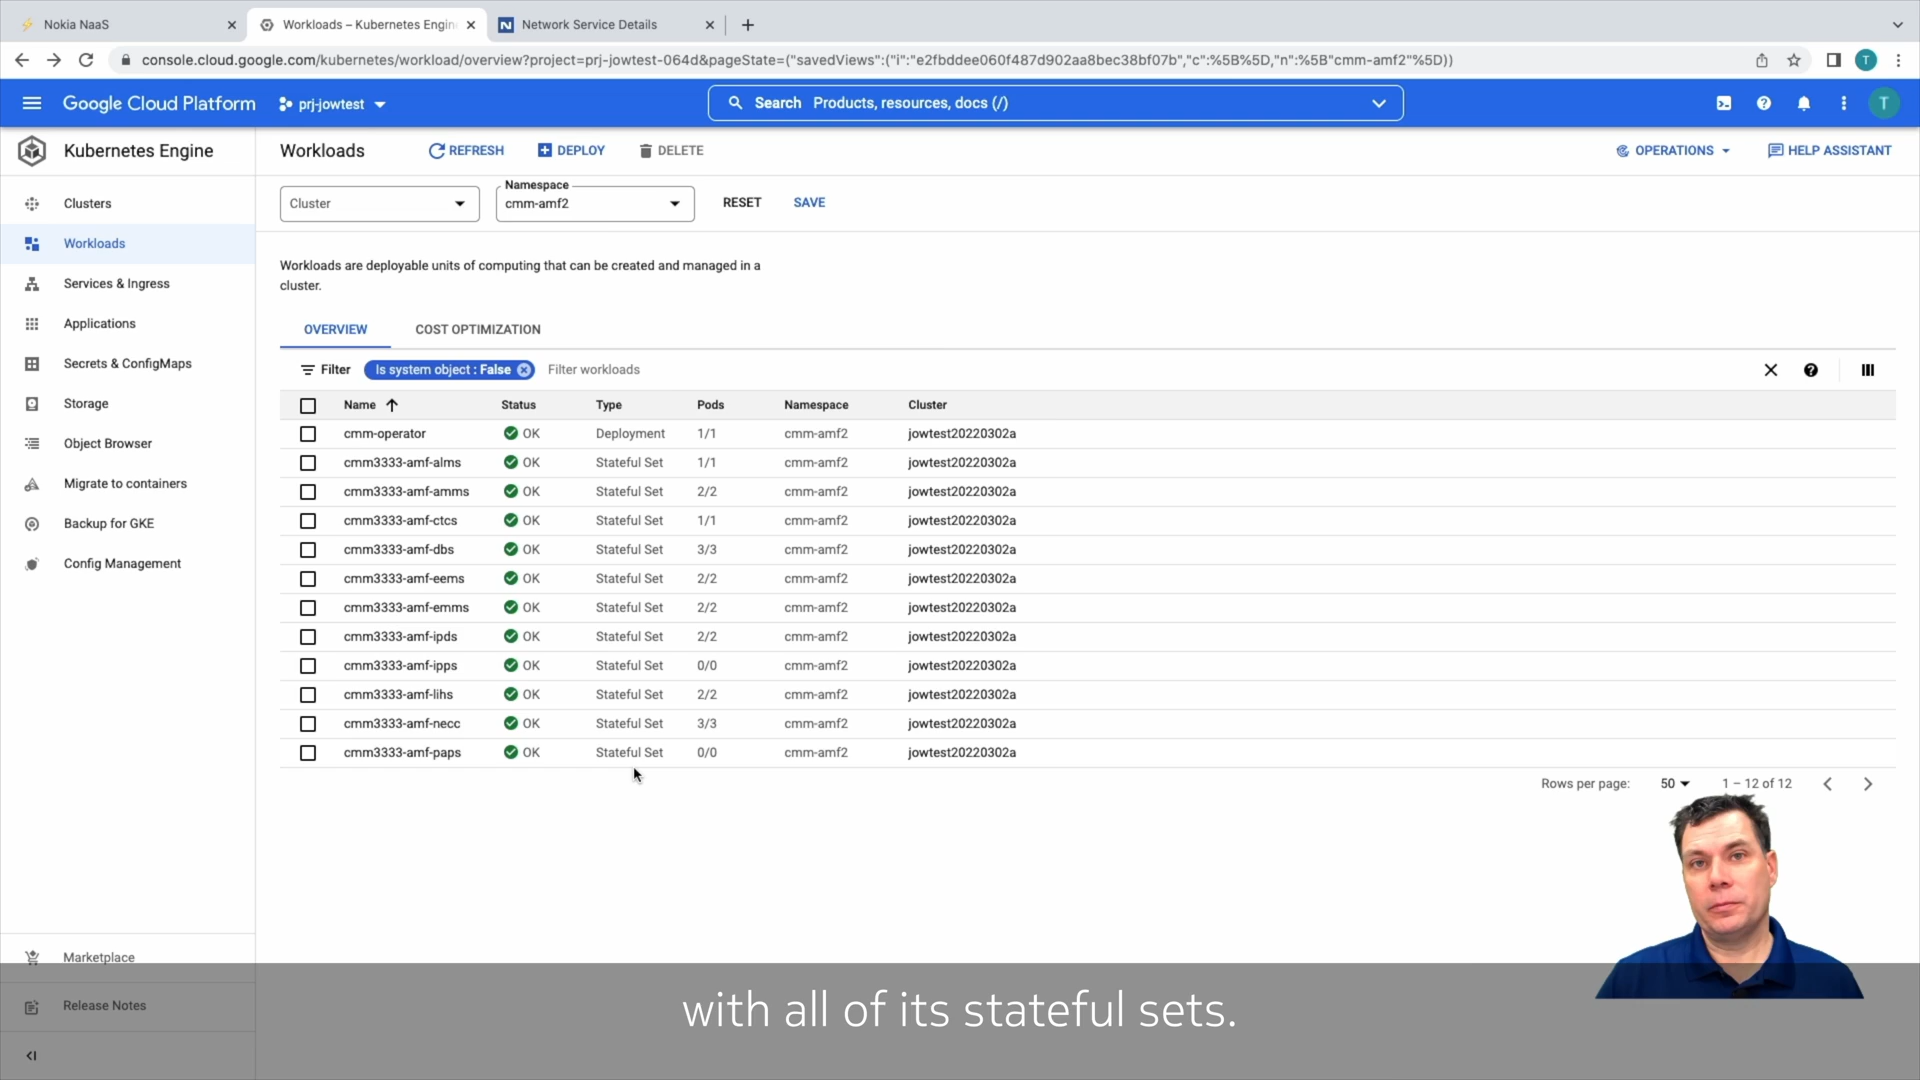 Nokia NaaS
Workloads – Kubernetes Engin
Network Service Details
console.cloud.google.com/kubernetes/workload/overview?project=prj-jowtest-064d&pageState=("savedViews":("i":"e2fbddee060f487d902aa8bec38bf07b","c":%5B%5D,"n":%5B"cmm-amf2"%5D))
T
Google Cloud Platform
prj-jowtest
Search Products, resources, docs (/)
T
Kubernetes Engine
Workloads
REFRESH
DEPLOY
DELETE
OPERATIONS
HELP ASSISTANT
Clusters
Workloads
Services & Ingress
Applications
Secrets & ConfigMaps
Storage
Object Browser
Migrate to containers
Backup for GKE
Config Management
Marketplace
Release Notes
Cluster
Namespace
cmm-amf2
RESET
SAVE
Workloads are deployable units of computing that can be created and managed in a
cluster.
OVERVIEW
COST OPTIMIZATION
Filter
Is system object : False
Filter workloads
Name Status Type Pods Namespace Cluster
cmm-operator OK Deployment 1/1 cmm-amf2 jowtest20220302a
cmm3333-amf-alms OK Stateful Set 1/1 cmm-amf2 jowtest20220302a
cmm3333-amf-amms OK Stateful Set 2/2 cmm-amf2 jowtest20220302a
cmm3333-amf-ctcs OK Stateful Set 1/1 cmm-amf2 jowtest20220302a
cmm3333-amf-dbs OK Stateful Set 3/3 cmm-amf2 jowtest20220302a
cmm3333-amf-eems OK Stateful Set 2/2 cmm-amf2 jowtest20220302a
cmm3333-amf-emms OK Stateful Set 2/2 cmm-amf2 jowtest20220302a
cmm3333-amf-ipds OK Stateful Set 2/2 cmm-amf2 jowtest20220302a
cmm3333-amf-ipps OK Stateful Set 0/0 cmm-amf2 jowtest20220302a
cmm3333-amf-lihs OK Stateful Set 2/2 cmm-amf2 jowtest20220302a
cmm3333-amf-necc OK Stateful Set 3/3 cmm-amf2 jowtest20220302a
cmm3333-amf-paps OK Stateful Set 0/0 cmm-amf2 jowtest20220302a
Rows per page: 50 1 – 12 of 12
with all of its stateful sets.